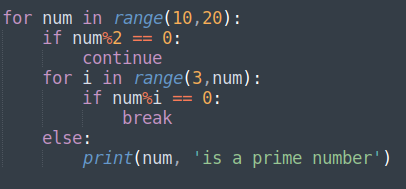 for num in range(10,20):
    if num%2 == 0:
        continue
    for i in range(3,num):
        if num%i == 0:
            break
    else:
        print(num, 'is a prime number')